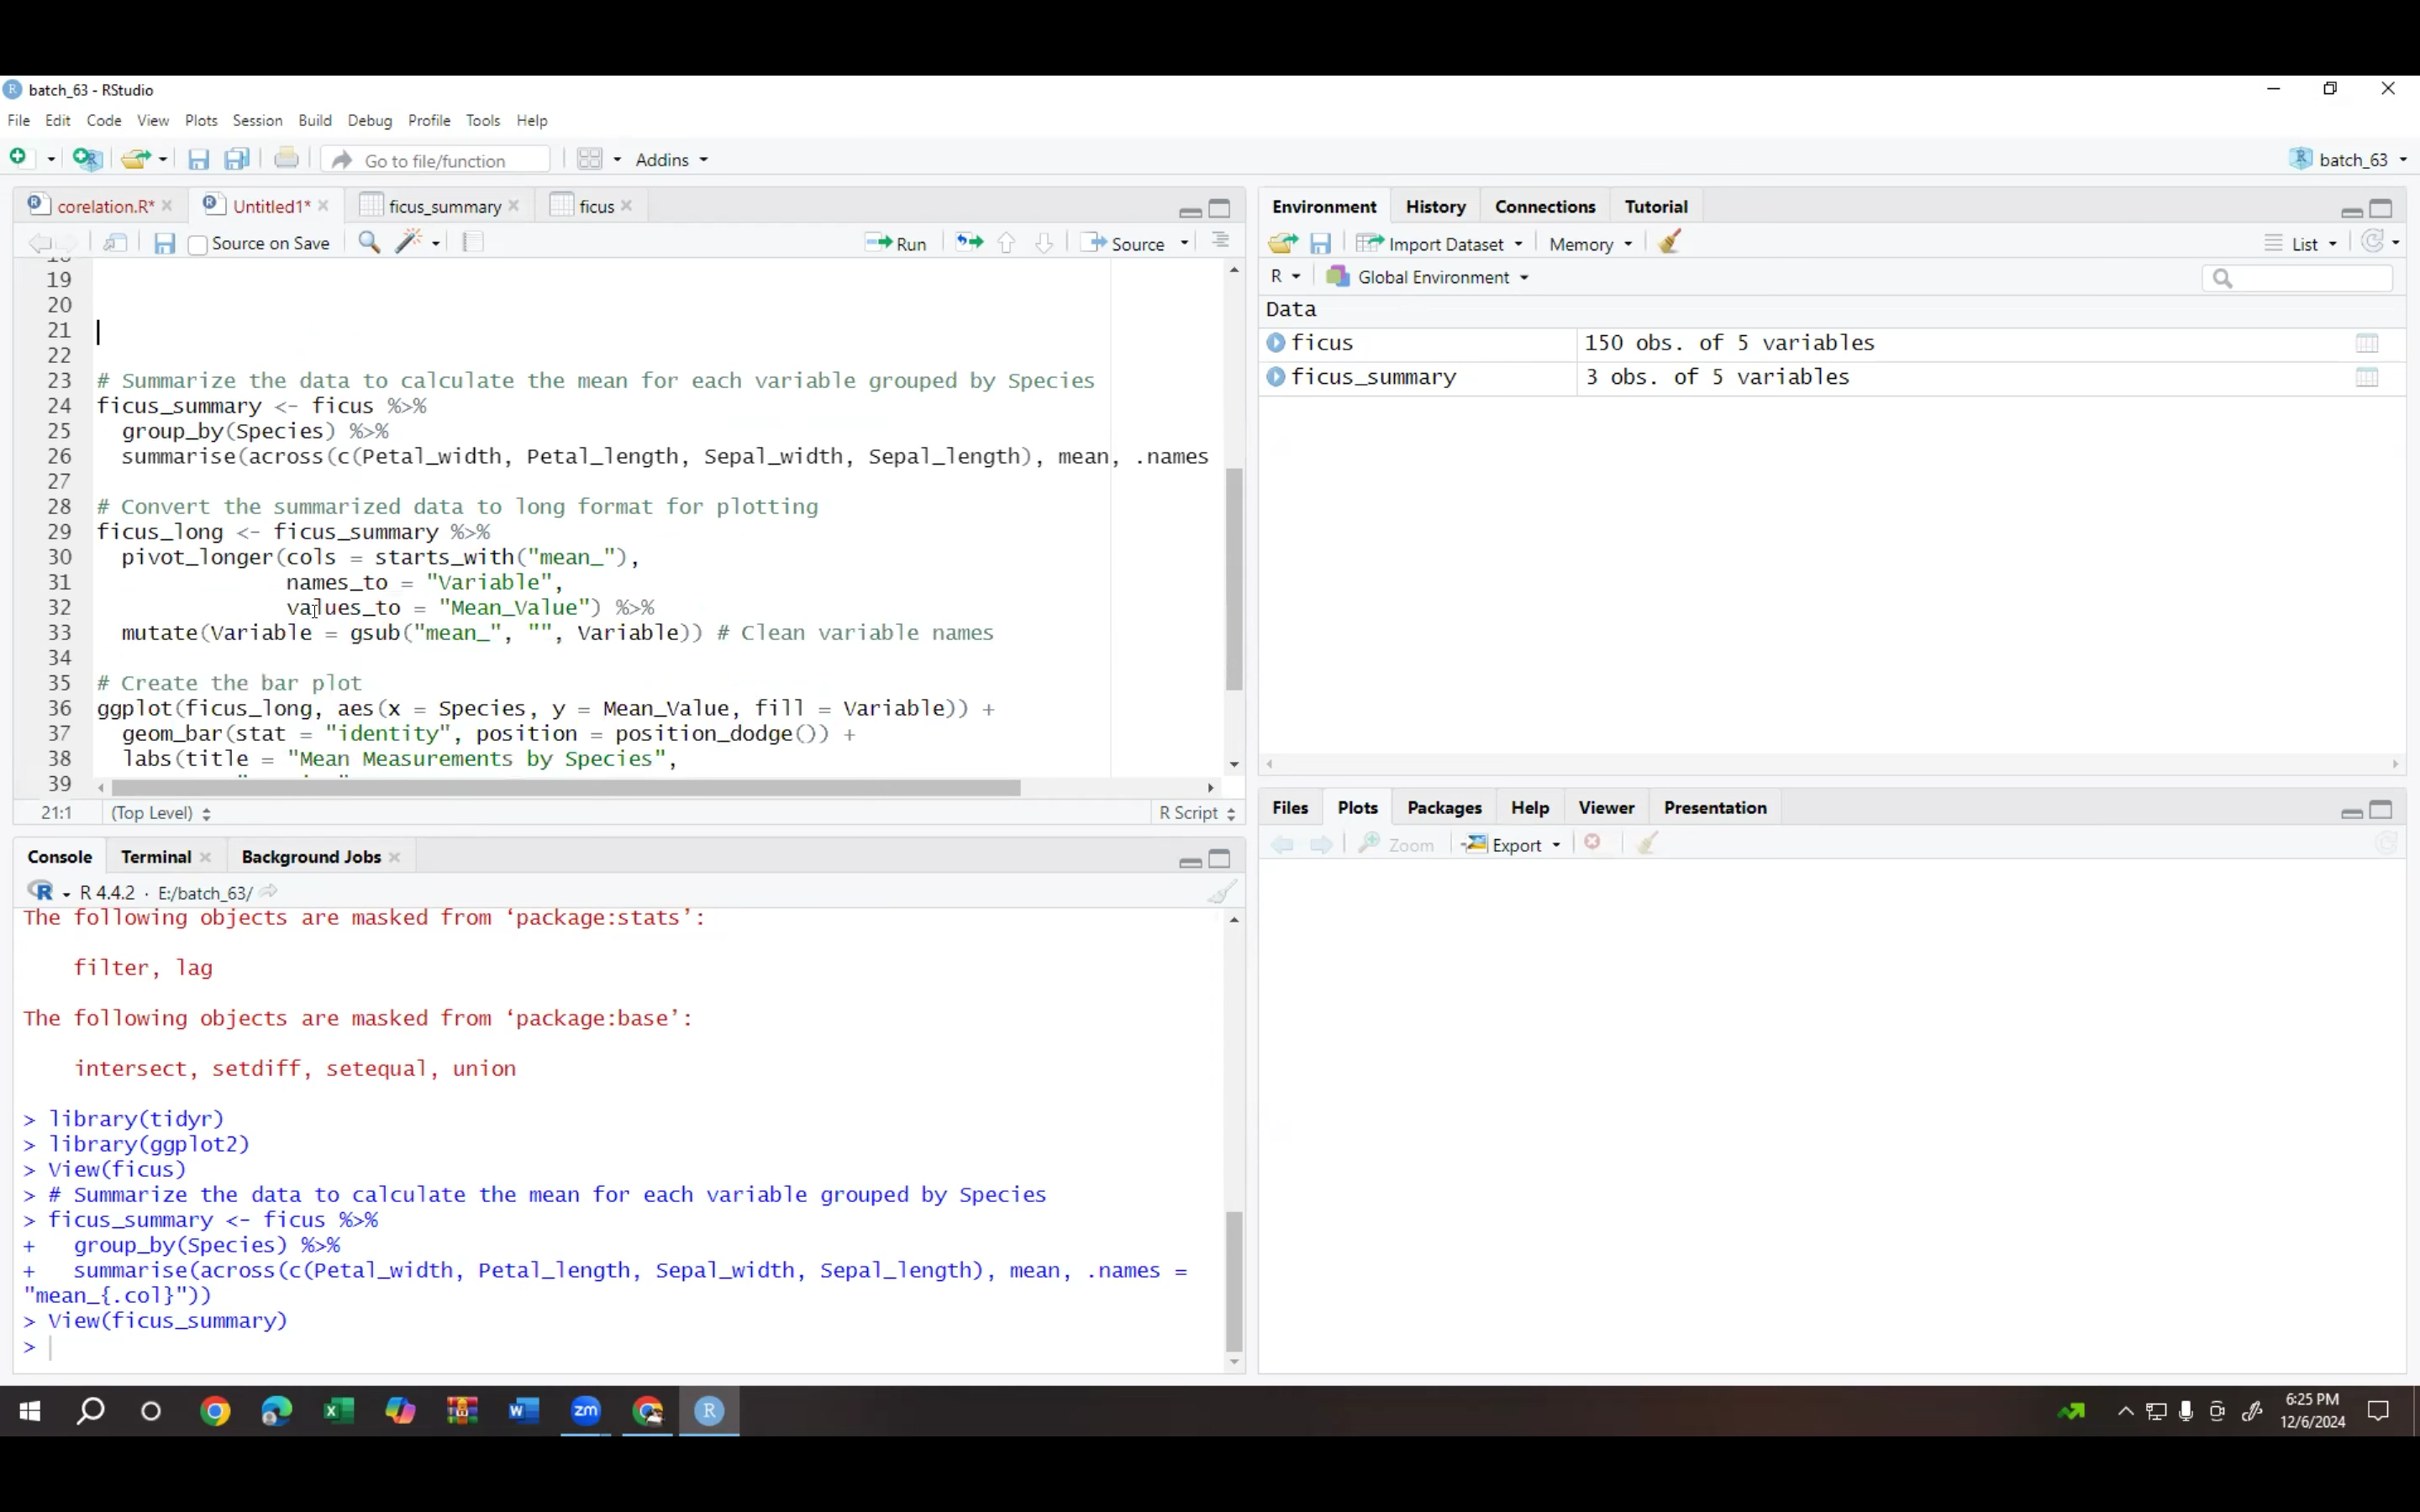 batch_63 - RStudio
File Edit Code View Plots Session Build Debug Profile Tools Help
Go to file/function Addins batch_63
corelation.R* Untitled1* ficus_summary ficus
Source on Save Run Source
19
20
21
22
23 # Summarize the data to calculate the mean for each variable grouped by Species
24 ficus_summary <- ficus %>%
25 group_by(Species) %>%
26 summarise(across(c(Petal_width, Petal_length, Sepal_width, Sepal_length), mean, .names
27
28 # Convert the summarized data to long format for plotting
29 ficus_long <- ficus_summary %>%
30 pivot_longer(cols = starts_with("mean_"),
31 names_to = "Variable",
32 values_to = "Mean_Value") %>%
33 mutate(Variable = gsub("mean_", "", Variable)) # Clean variable names
34
35 # Create the bar plot
36 ggplot(ficus_long, aes(x = Species, y = Mean_Value, fill = Variable)) +
37 geom_bar(stat = "identity", position = position_dodge()) +
38 labs(title = "Mean Measurements by Species",
39
21:1 (Top Level) R Script
Console Terminal Background Jobs
R 4.4.2 · E:/batch_63/
The following objects are masked from ‘package:stats’:
filter, lag
The following objects are masked from ‘package:base’:
intersect, setdiff, setequal, union
> library(tidyr)
> library(ggplot2)
> View(ficus)
> # Summarize the data to calculate the mean for each variable grouped by Species
> ficus_summary <- ficus %>%
+ group_by(Species) %>%
+ summarise(across(c(Petal_width, Petal_length, Sepal_width, Sepal_length), mean, .names =
"mean_{.col}"))
> View(ficus_summary)
>
Environment History Connections Tutorial
Import Dataset Memory List
R Global Environment
Data
ficus 150 obs. of 5 variables
ficus_summary 3 obs. of 5 variables
Files Plots Packages Help Viewer Presentation
Zoom Export
6:25 PM
12/6/2024